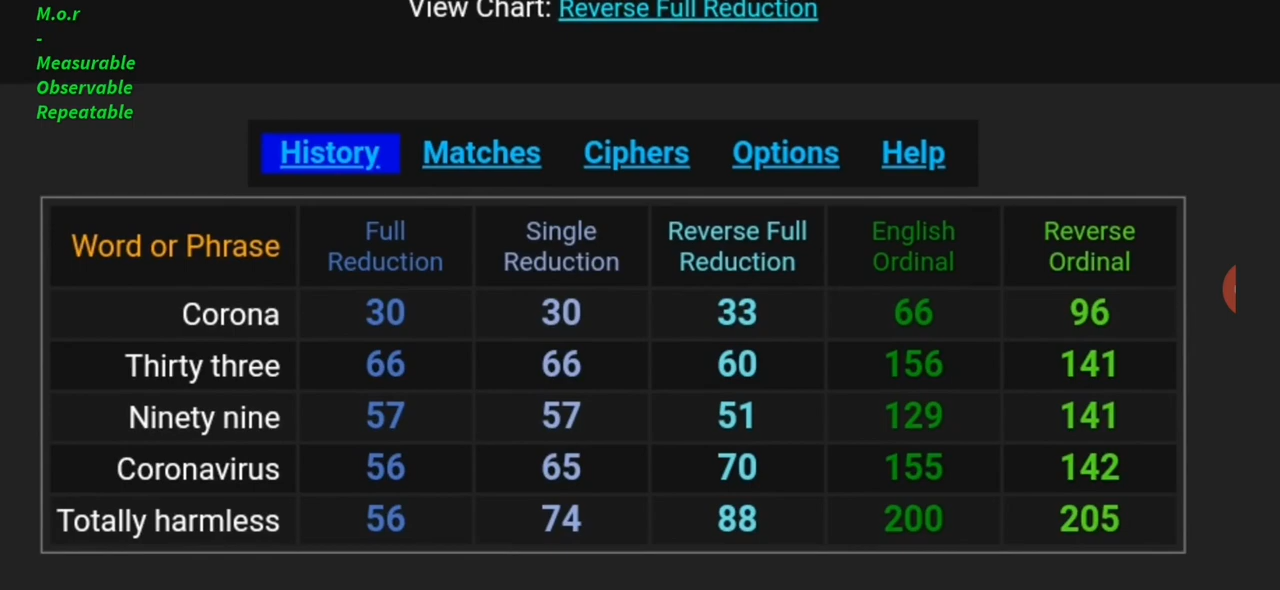 M.o.r
-
Measurable
Observable
Repeatable
View Chart: Reverse Full Reduction
History Matches Ciphers Options Help
Word or Phrase Full Reduction Single Reduction Reverse Full Reduction English Ordinal Reverse Ordinal
Corona 30 30 33 66 96
Thirty three 66 66 60 156 141
Ninety nine 57 57 51 129 141
Coronavirus 56 65 70 155 142
Totally harmless 56 74 88 200 205